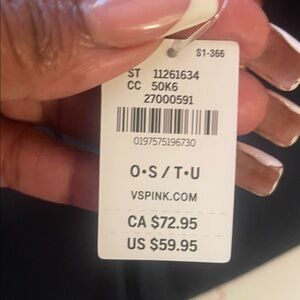 S1-366
ST 11261634
CC 50K6
27000591
0197575196730
O•S / T•U
VSPINK.COM
CA $72.95
US $59.95